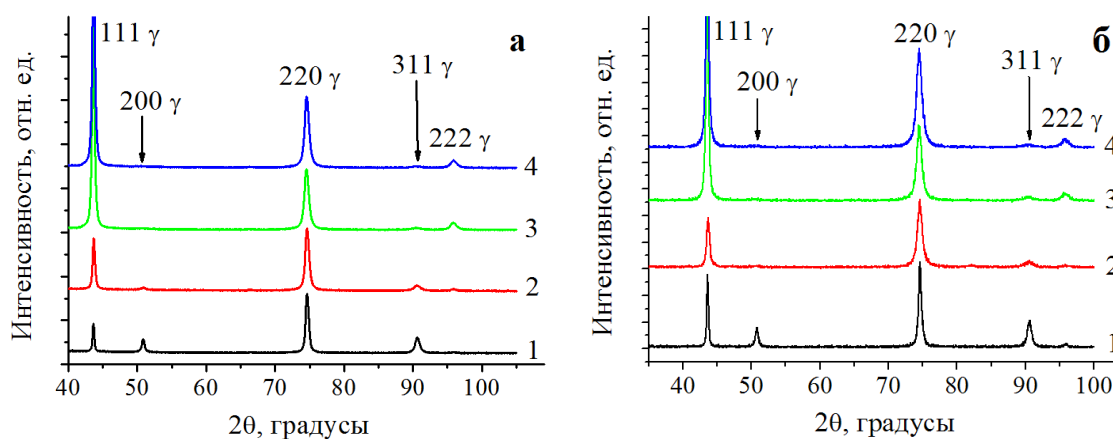 а
111 γ
200 γ
220 γ
311 γ
222 γ
4
3
2
1
Интенсивность, отн. ед.
40 50 60 70 80 90 100
2θ, градусы
б
111 γ
200 γ
220 γ
311 γ
222 γ
4
3
2
1
Интенсивность, отн. ед.
40 50 60 70 80 90 100
2θ, градусы